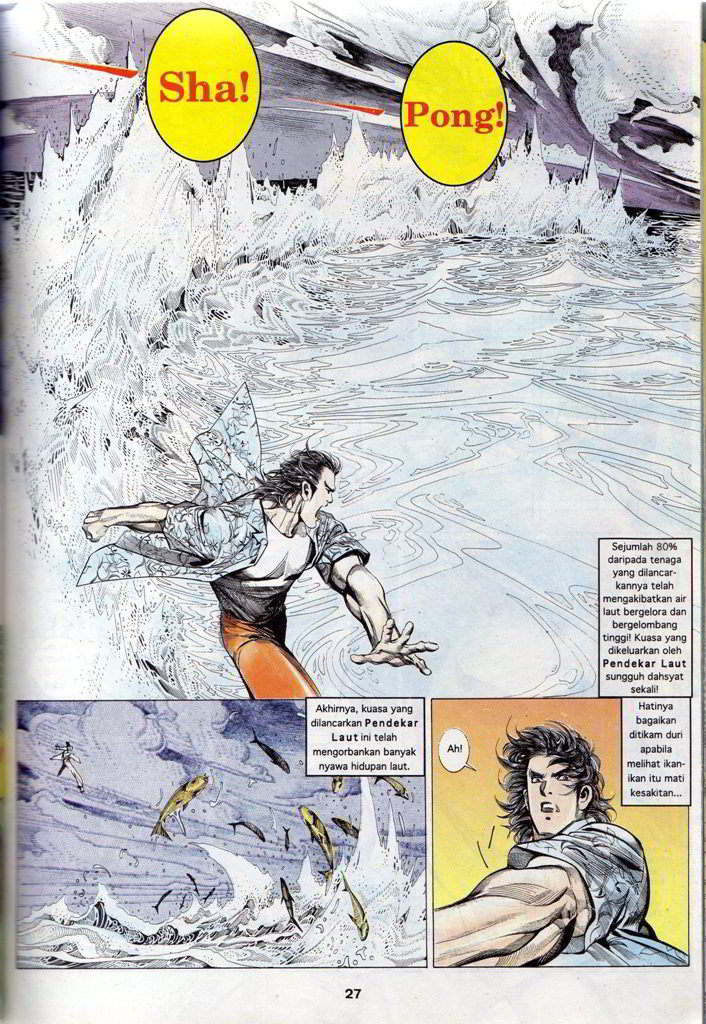 Sha!
Pong!
Sejumlah 80%
daripada tenaga
yang dilancar-
kannya telah
mengakibatkan air
laut bergelora dan
bergelombang
tinggi! Kuasa yang
dikeluarkan oleh
Pendekar Laut
sungguh dahsyat
sekali!
Akhirnya, kuasa yang
dilancarkan Pendekar
Laut ini telah
mengorbankan banyak
nyawa hidupan laut.
Ah!
Hatinya
bagaikan
ditikam duri
apabila
melihat ikan-
ikan itu mati
kesakitan...
27